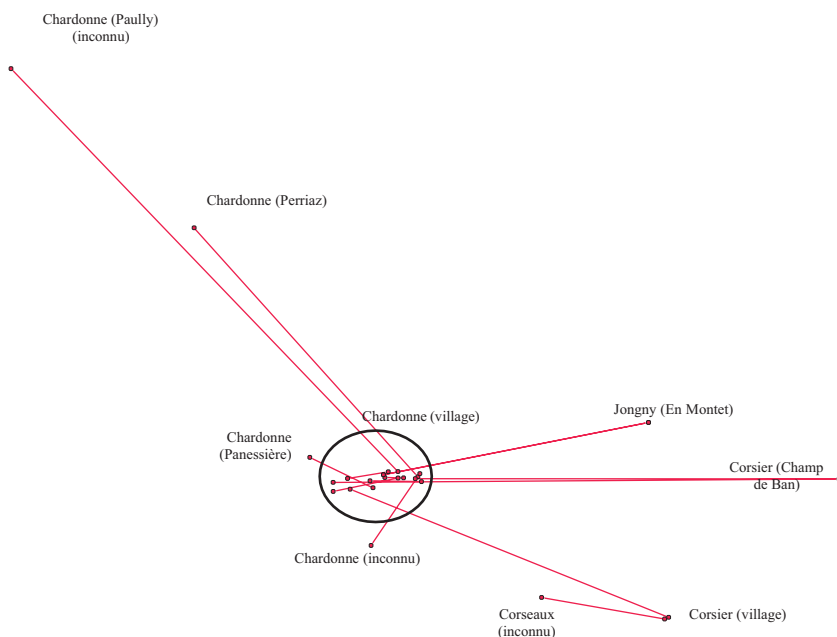 Chardonne (Paully)
(inconnu)
Chardonne (Perriaz)
Chardonne (village)
Jongny (En Montet)
Chardonne
(Panessière)
Corsier (Champ
de Ban)
Chardonne (inconnu)
Corseaux
(inconnu)
Corsier (village)